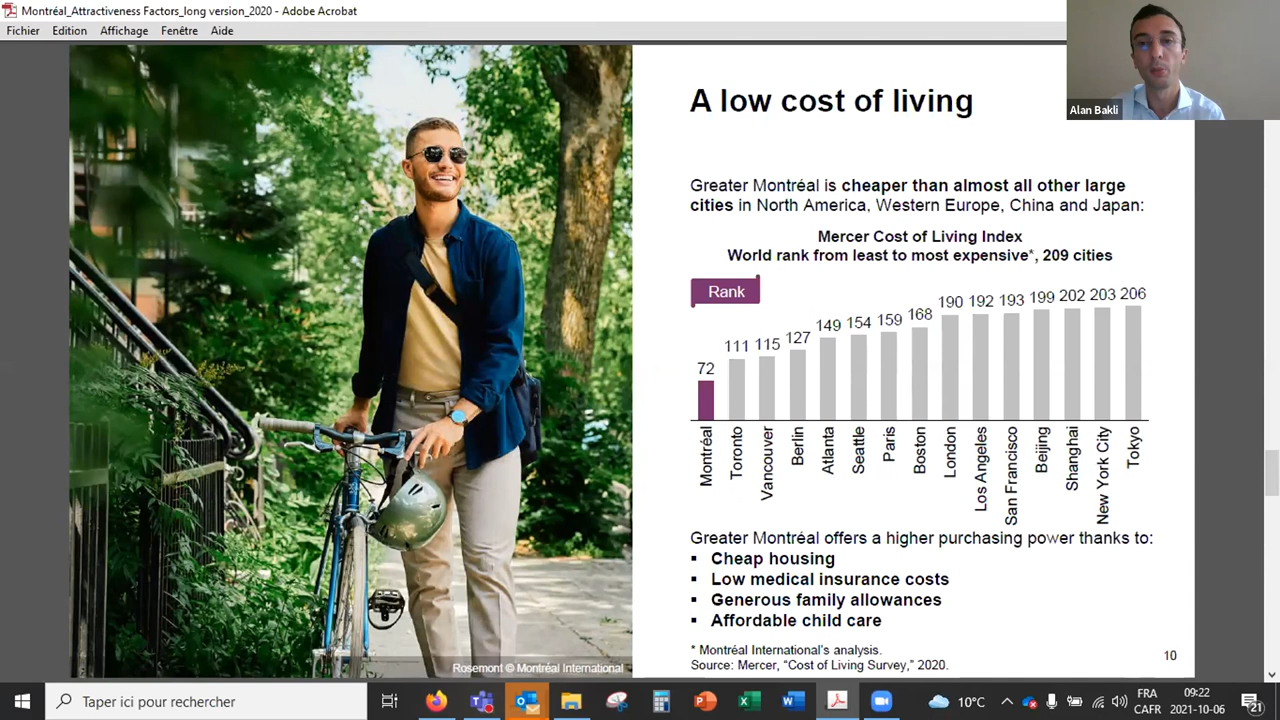 Montréal_Attractiveness Factors_long version_2020 - Adobe Acrobat
Fichier Edition Affichage Fenêtre Aide
Alan Bakli
A low cost of living
Greater Montréal is cheaper than almost all other large
cities in North America, Western Europe, China and Japan:
Mercer Cost of Living Index
World rank from least to most expensive*, 209 cities
Rank
72 111 115 127 149 154 159 168 190 192 193 199 202 203 206
Montréal
Toronto
Vancouver
Berlin
Atlanta
Seattle
Paris
Boston
London
Los Angeles
San Francisco
Beijing
Shanghai
New York City
Tokyo
Greater Montréal offers a higher purchasing power thanks to:
▪ Cheap housing
▪ Low medical insurance costs
▪ Generous family allowances
▪ Affordable child care
* Montréal International's analysis.
Source: Mercer, “Cost of Living Survey,” 2020.
10
Rosemont © Montréal International
Taper ici pour rechercher
10°C
FRA
CAFR
09:22
2021-10-06
21